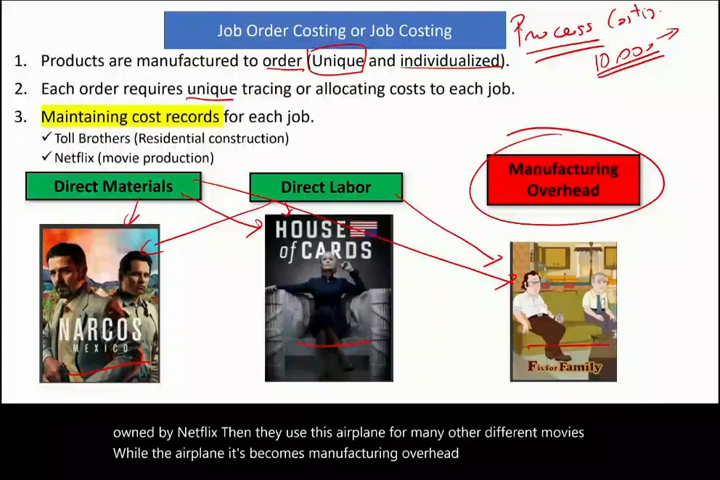 Job Order Costing or Job Costing
Process Costing
10,000
1. Products are manufactured to order (Unique and individualized).
2. Each order requires unique tracing or allocating costs to each job.
3. Maintaining cost records for each job.
✓ Toll Brothers (Residential construction)
✓ Netflix (movie production)
Direct Materials
Direct Labor
Manufacturing
Overhead
HOUSE
of CARDS
NARCOS
MEXICO
F is for Family
owned by Netflix Then they use this airplane for many other different movies
While the airplane it's becomes manufacturing overhead